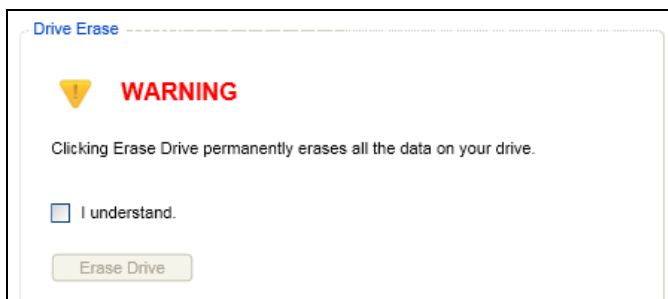 Drive Erase
WARNING
Clicking Erase Drive permanently erases all the data on your drive.
I understand.
Erase Drive